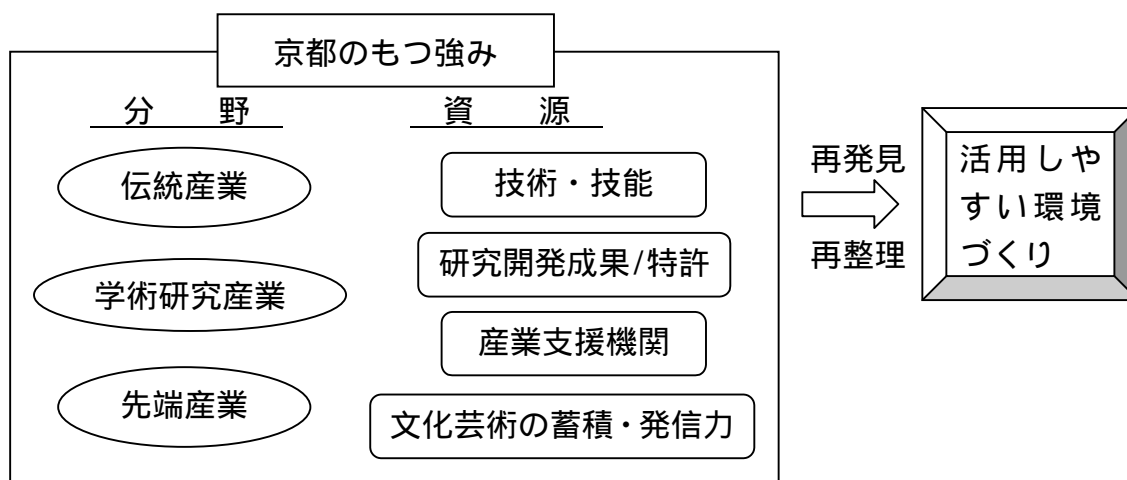 京都のもつ強み
分　野
資　源
伝統産業
学術研究産業
先端産業
技術・技能
研究開発成果/特許
産業支援機関
文化芸術の蓄積・発信力
再発見
再整理
活用しや
すい環境
づくり